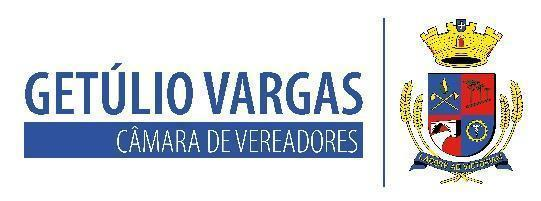 GETÚLIO VARGAS
CÂMARA DE VEREADORES